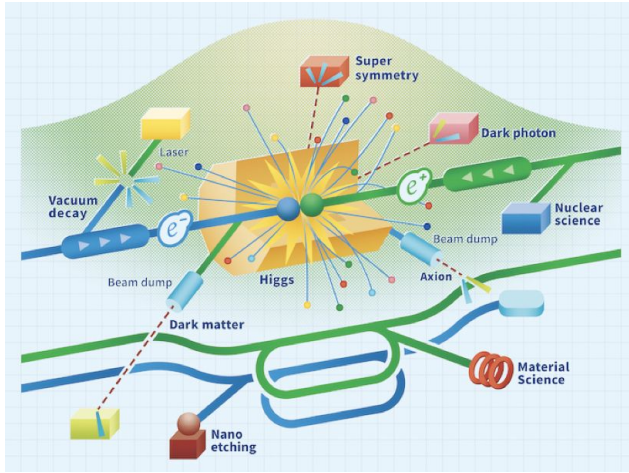 Super
symmetry
Dark photon
Laser
Vacuum
decay
e⁺
e⁻
Nuclear
science
Beam dump
Axion
Higgs
Beam dump
Dark matter
Material
Science
Nano
etching